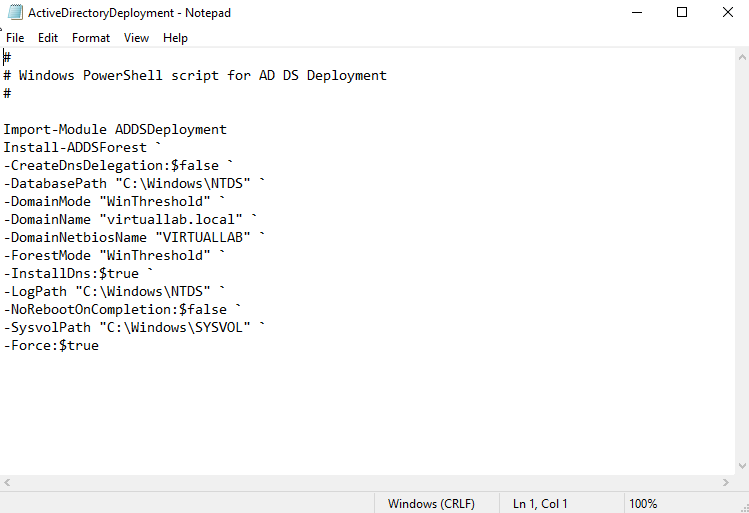 ActiveDirectoryDeployment - Notepad
File Edit Format View Help
#
# Windows PowerShell script for AD DS Deployment
#
Import-Module ADDSDeployment
Install-ADDSForest `
-CreateDnsDelegation:$false `
-DatabasePath "C:\Windows\NTDS" `
-DomainMode "WinThreshold" `
-DomainName "virtuallab.local" `
-DomainNetbiosName "VIRTUALLAB" `
-ForestMode "WinThreshold" `
-InstallDns:$true `
-LogPath "C:\Windows\NTDS" `
-NoRebootOnCompletion:$false `
-SysvolPath "C:\Windows\SYSVOL" `
-Force:$true
Windows (CRLF) Ln 1, Col 1 100%